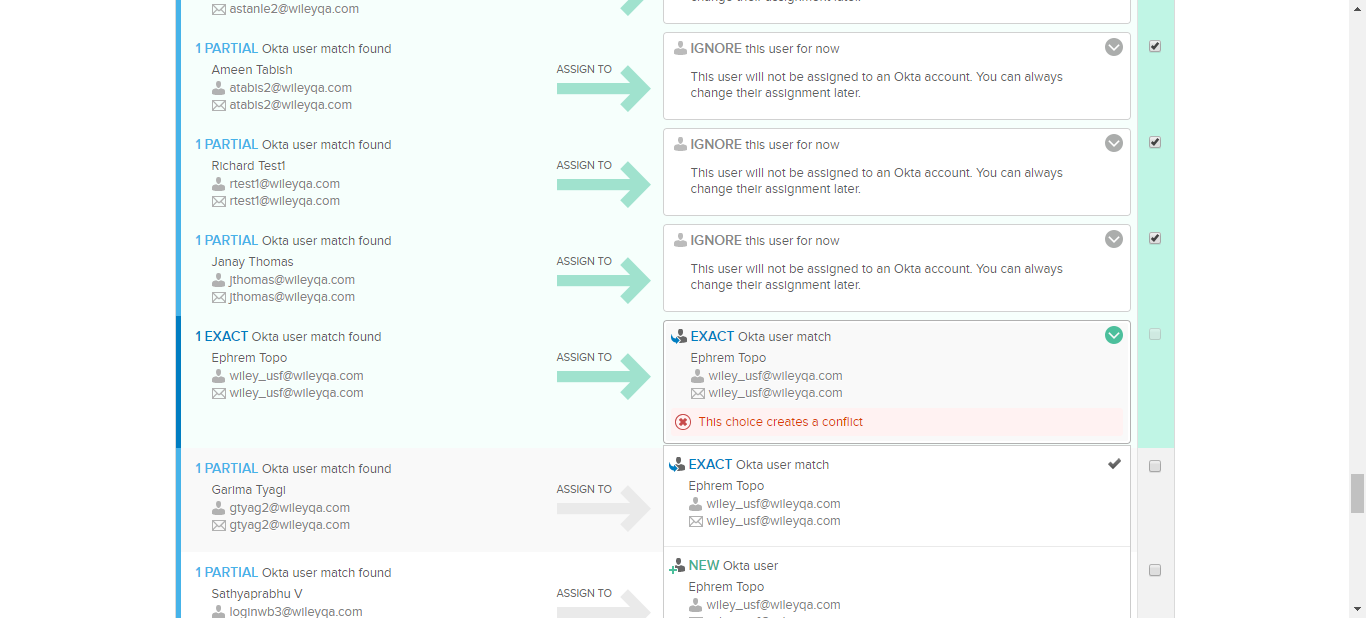 astanle2@wileyqa.com
change their assignment later.
1 PARTIAL Okta user match found
Ameen Tabish
atabis2@wileyqa.com
atabis2@wileyqa.com
ASSIGN TO
IGNORE this user for now
This user will not be assigned to an Okta account. You can always
change their assignment later.
1 PARTIAL Okta user match found
Richard Test1
rtest1@wileyqa.com
rtest1@wileyqa.com
ASSIGN TO
IGNORE this user for now
This user will not be assigned to an Okta account. You can always
change their assignment later.
1 PARTIAL Okta user match found
Janay Thomas
jthomas@wileyqa.com
jthomas@wileyqa.com
ASSIGN TO
IGNORE this user for now
This user will not be assigned to an Okta account. You can always
change their assignment later.
1 EXACT Okta user match found
Ephrem Topo
wiley_usf@wileyqa.com
wiley_usf@wileyqa.com
ASSIGN TO
EXACT Okta user match
Ephrem Topo
wiley_usf@wileyqa.com
wiley_usf@wileyqa.com
This choice creates a conflict
1 PARTIAL Okta user match found
Garima Tyagi
gtyag2@wileyqa.com
gtyag2@wileyqa.com
ASSIGN TO
EXACT Okta user match
Ephrem Topo
wiley_usf@wileyqa.com
wiley_usf@wileyqa.com
1 PARTIAL Okta user match found
Sathyaprabhu V
loginwb3@wileyqa.com
ASSIGN TO
NEW Okta user
Ephrem Topo
wiley_usf@wileyqa.com